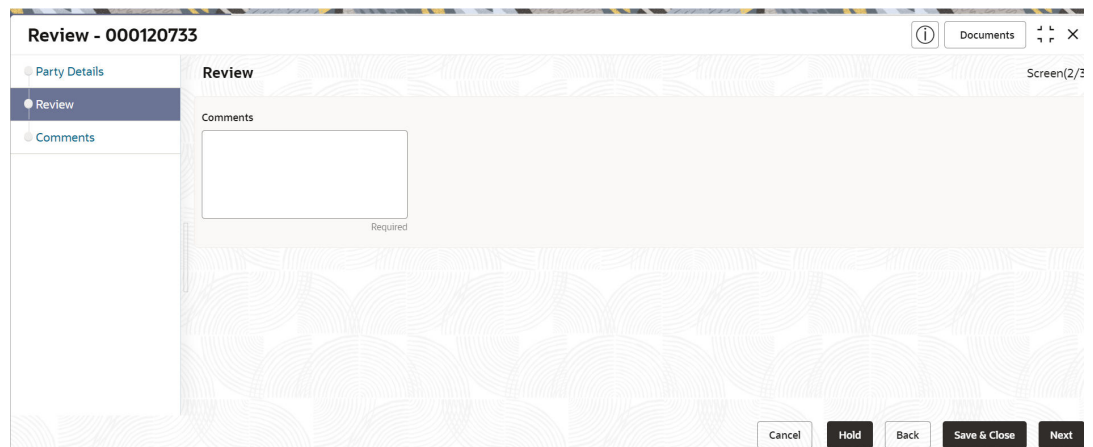 Review - 000120733
Documents
Party Details
Review
Comments
Review
Screen(2/3
Comments
Required
Cancel
Hold
Back
Save & Close
Next